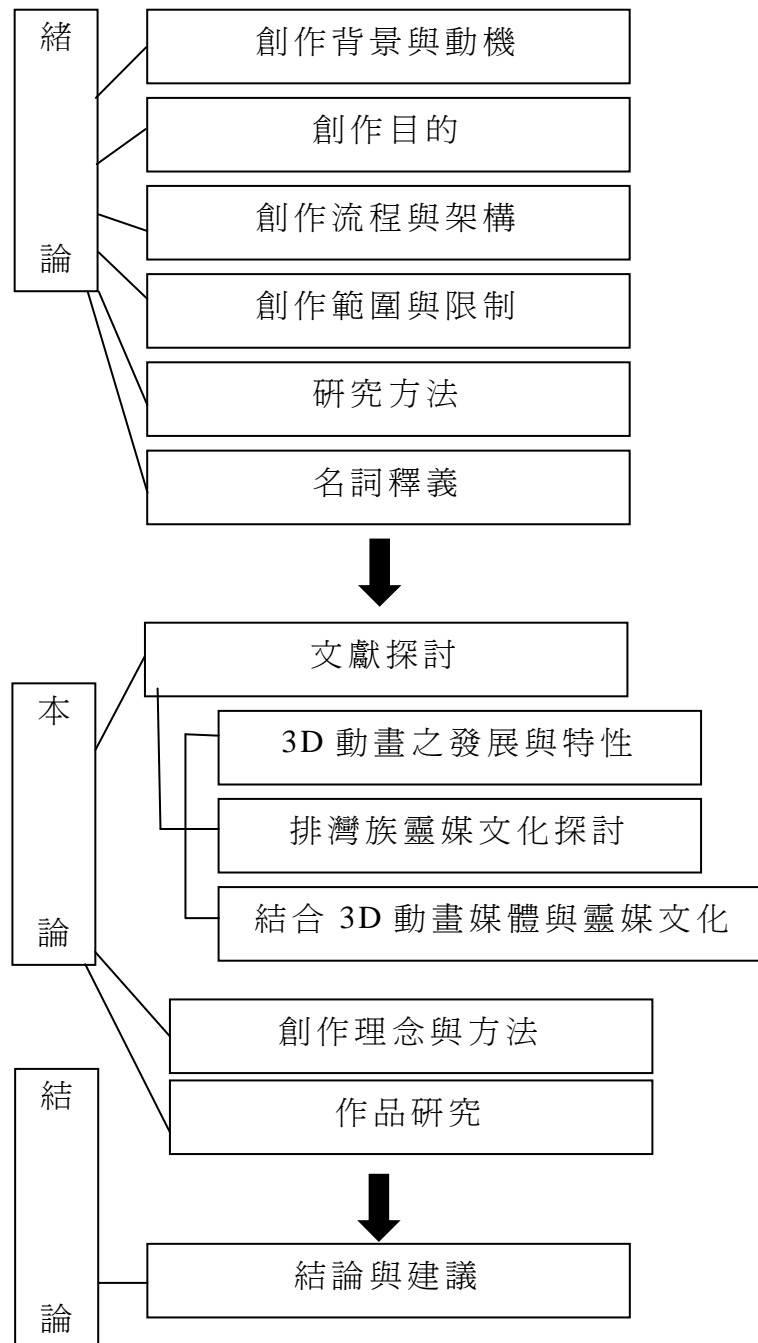 緒論
創作背景與動機
創作目的
創作流程與架構
創作範圍與限制
研究方法
名詞釋義
本論
文獻探討
3D 動畫之發展與特性
排灣族靈媒文化探討
結合 3D 動畫媒體與靈媒文化
創作理念與方法
作品研究
結論
結論與建議